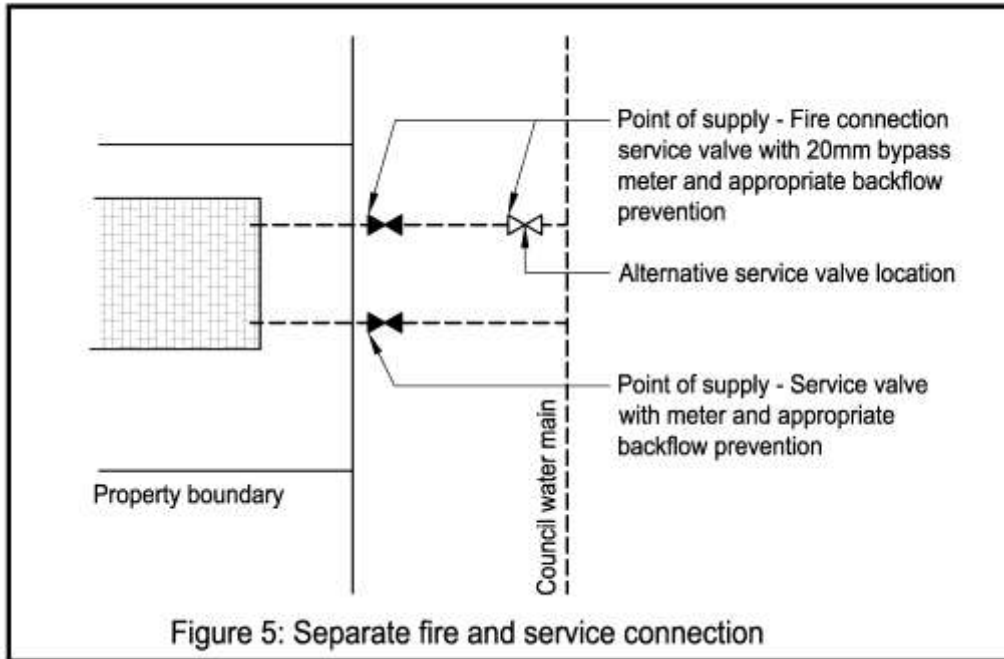 Point of supply - Fire connection
service valve with 20mm bypass
meter and appropriate backflow
prevention
Alternative service valve location
Point of supply - Service valve
with meter and appropriate
backflow prevention
Council water main
Property boundary
Figure 5: Separate fire and service connection